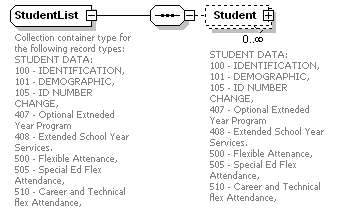 StudentList
Student
0..∞
Collection container type for
the following record types:
STUDENT DATA:
100 - IDENTIFICATION,
101 - DEMOGRAPHIC,
105 - ID NUMBER
CHANGE,
407 - Optional Extneded
Year Program
408 - Extended School Year
Services.
500 - Flexible Attenance,
505 - Special Ed Flex
Attendance,
510 - Career and Technical
flex Attendance,
STUDENT DATA:
100 - IDENTIFICATION,
101 - DEMOGRAPHIC,
105 - ID NUMBER
CHANGE,
407 - Optional Extneded
Year Program
408 - Extended School Year
Services.
500 - Flexible Attenance,
505 - Special Ed Flex
Attendance,
510 - Career and Technical
flex Attendance,